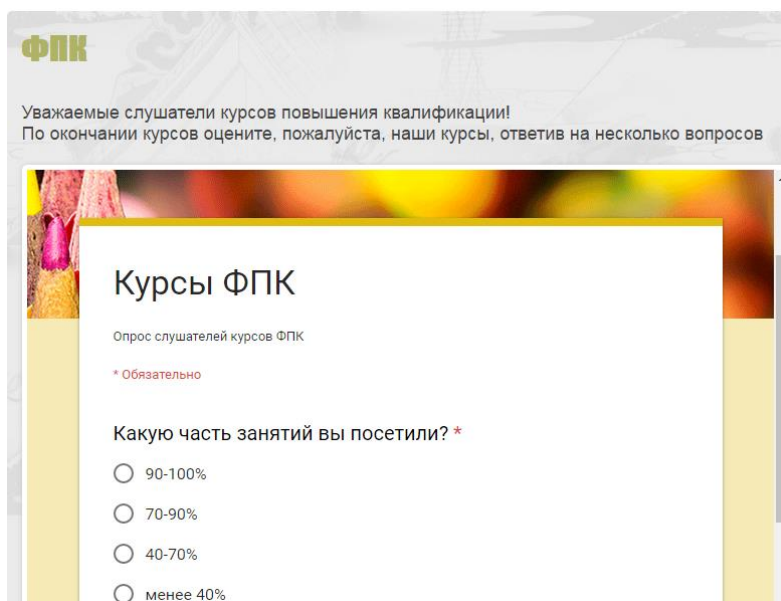 ФПК
Уважаемые слушатели курсов повышения квалификации!
По окончании курсов оцените, пожалуйста, наши курсы, ответив на несколько вопросов
Курсы ФПК
Опрос слушателей курсов ФПК
* Обязательно
Какую часть занятий вы посетили? *
90-100%
70-90%
40-70%
менее 40%